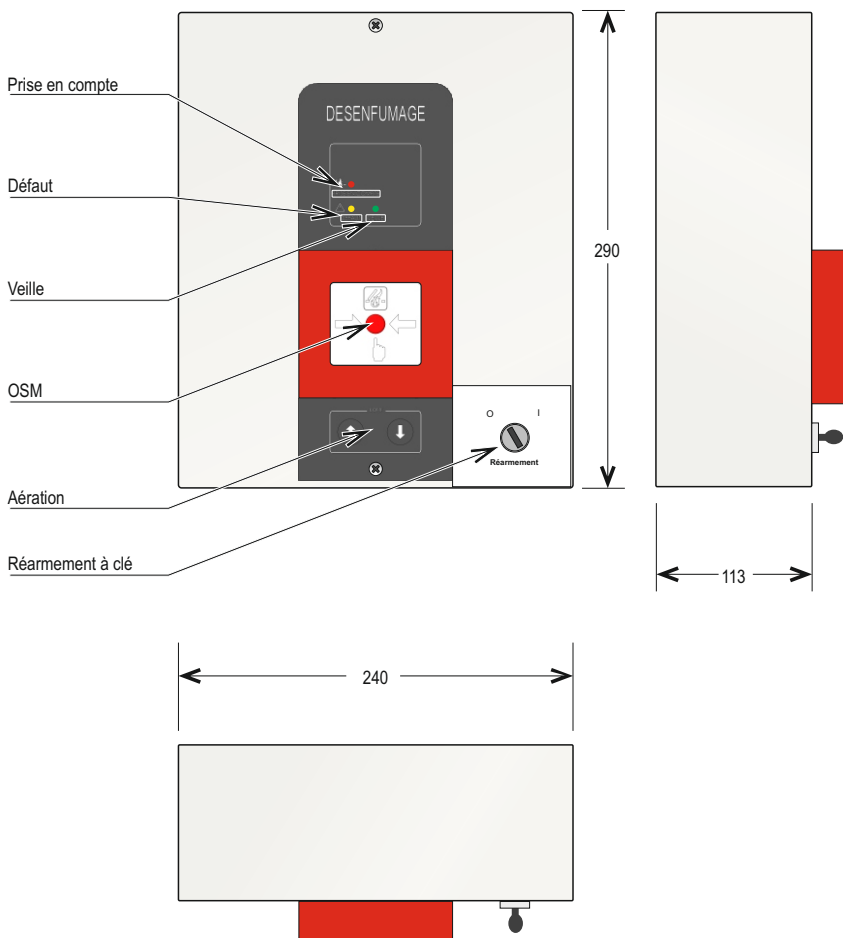 Prise en compte
DESENFUMAGE
Défaut
Veille
OSM
290
O I
Réarmement
Aération
Réarmement à clé
113
240